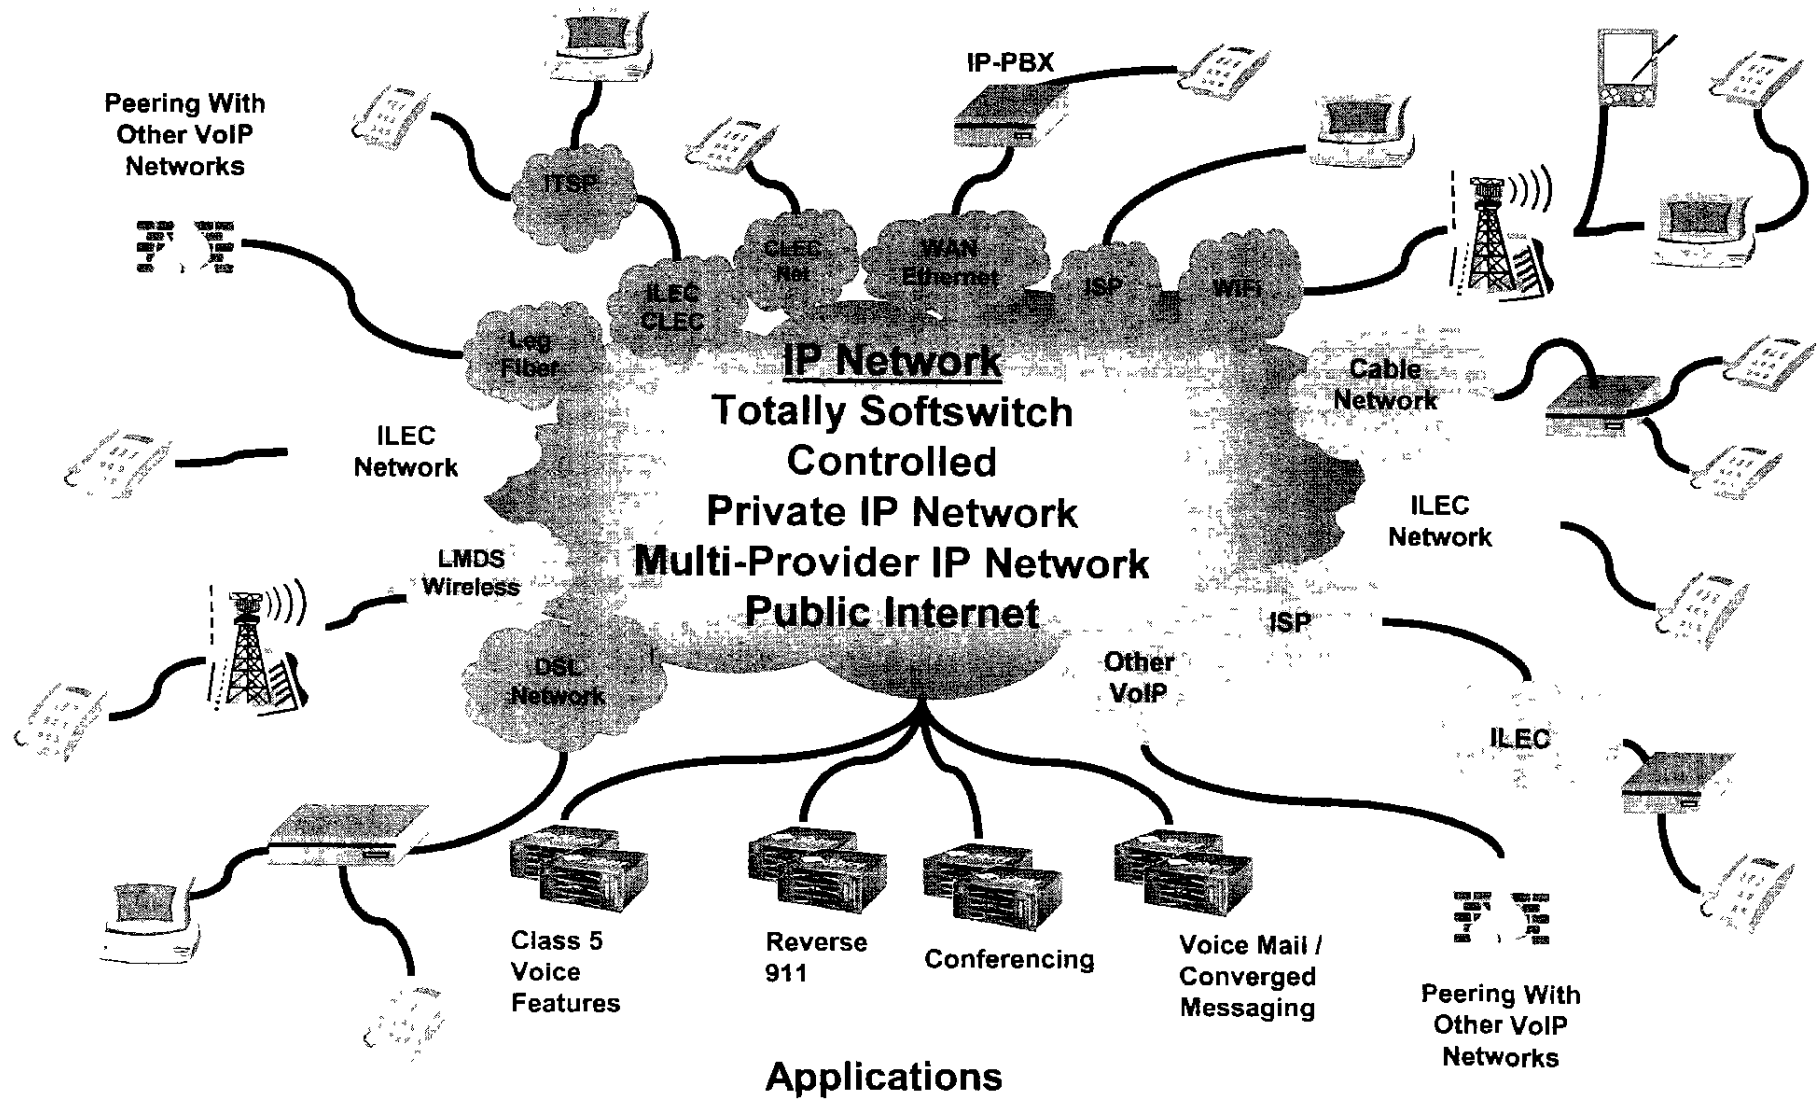 IP-PBX
Peering With
Other VoIP
Networks
ITSP
CLEC
Net
WAN
Ethernet
ISP
WiFi
ILEC
CLEC
Leg
Fiber
IP Network
Totally Softswitch
Controlled
Private IP Network
Multi-Provider IP Network
Public Internet
Cable
Network
ILEC
Network
ILEC
Network
LMDS
Wireless
ISP
DSL
Network
Other
VoIP
ILEC
Class 5
Voice
Features
Reverse
911
Conferencing
Voice Mail /
Converged
Messaging
Peering With
Other VoIP
Networks
Applications